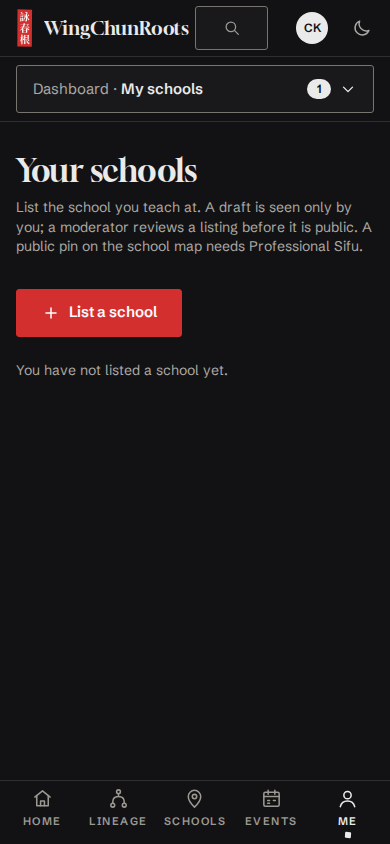 詠春根
WingChunRoots
CK
Dashboard · My schools
1
Your schools
List the school you teach at. A draft is seen only by
you; a moderator reviews a listing before it is public. A
public pin on the school map needs Professional Sifu.
+ List a school
You have not listed a school yet.
HOME
LINEAGE
SCHOOLS
EVENTS
ME